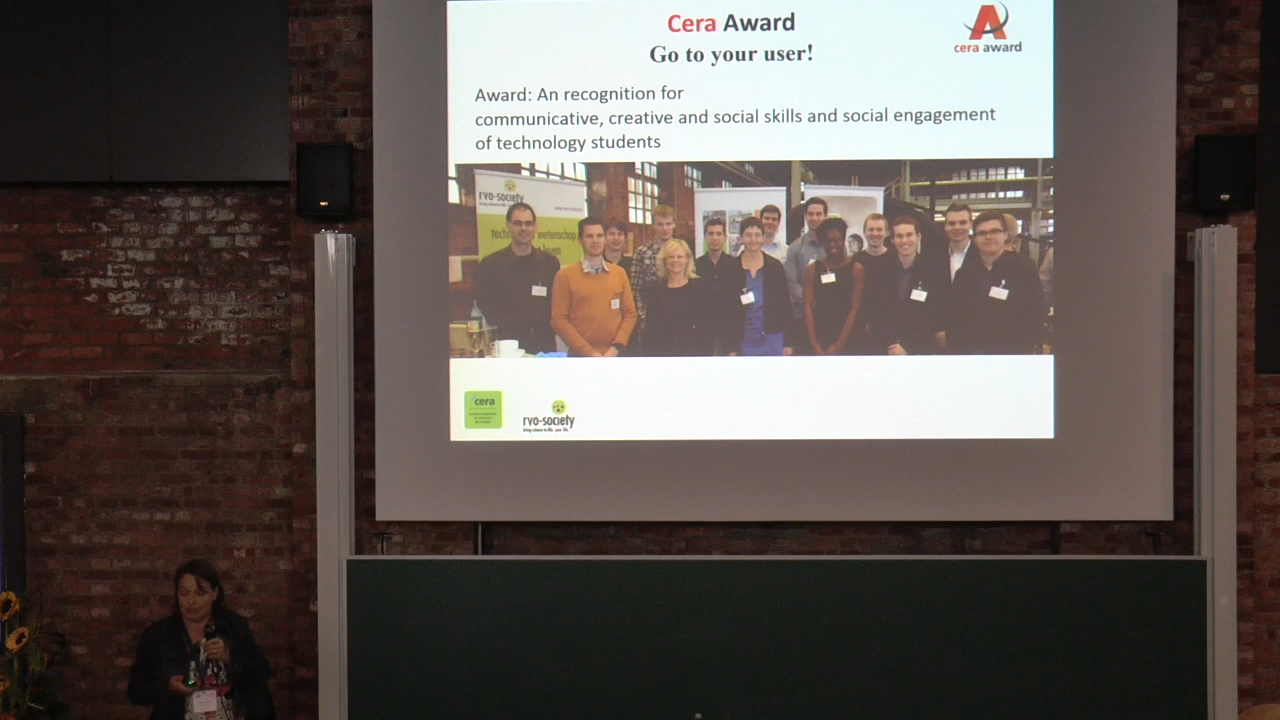 Cera Award
Go to your user!
cera award
Award: An recognition for
communicative, creative and social skills and social engagement
of technology students
rvo-society
cera
rvo-society